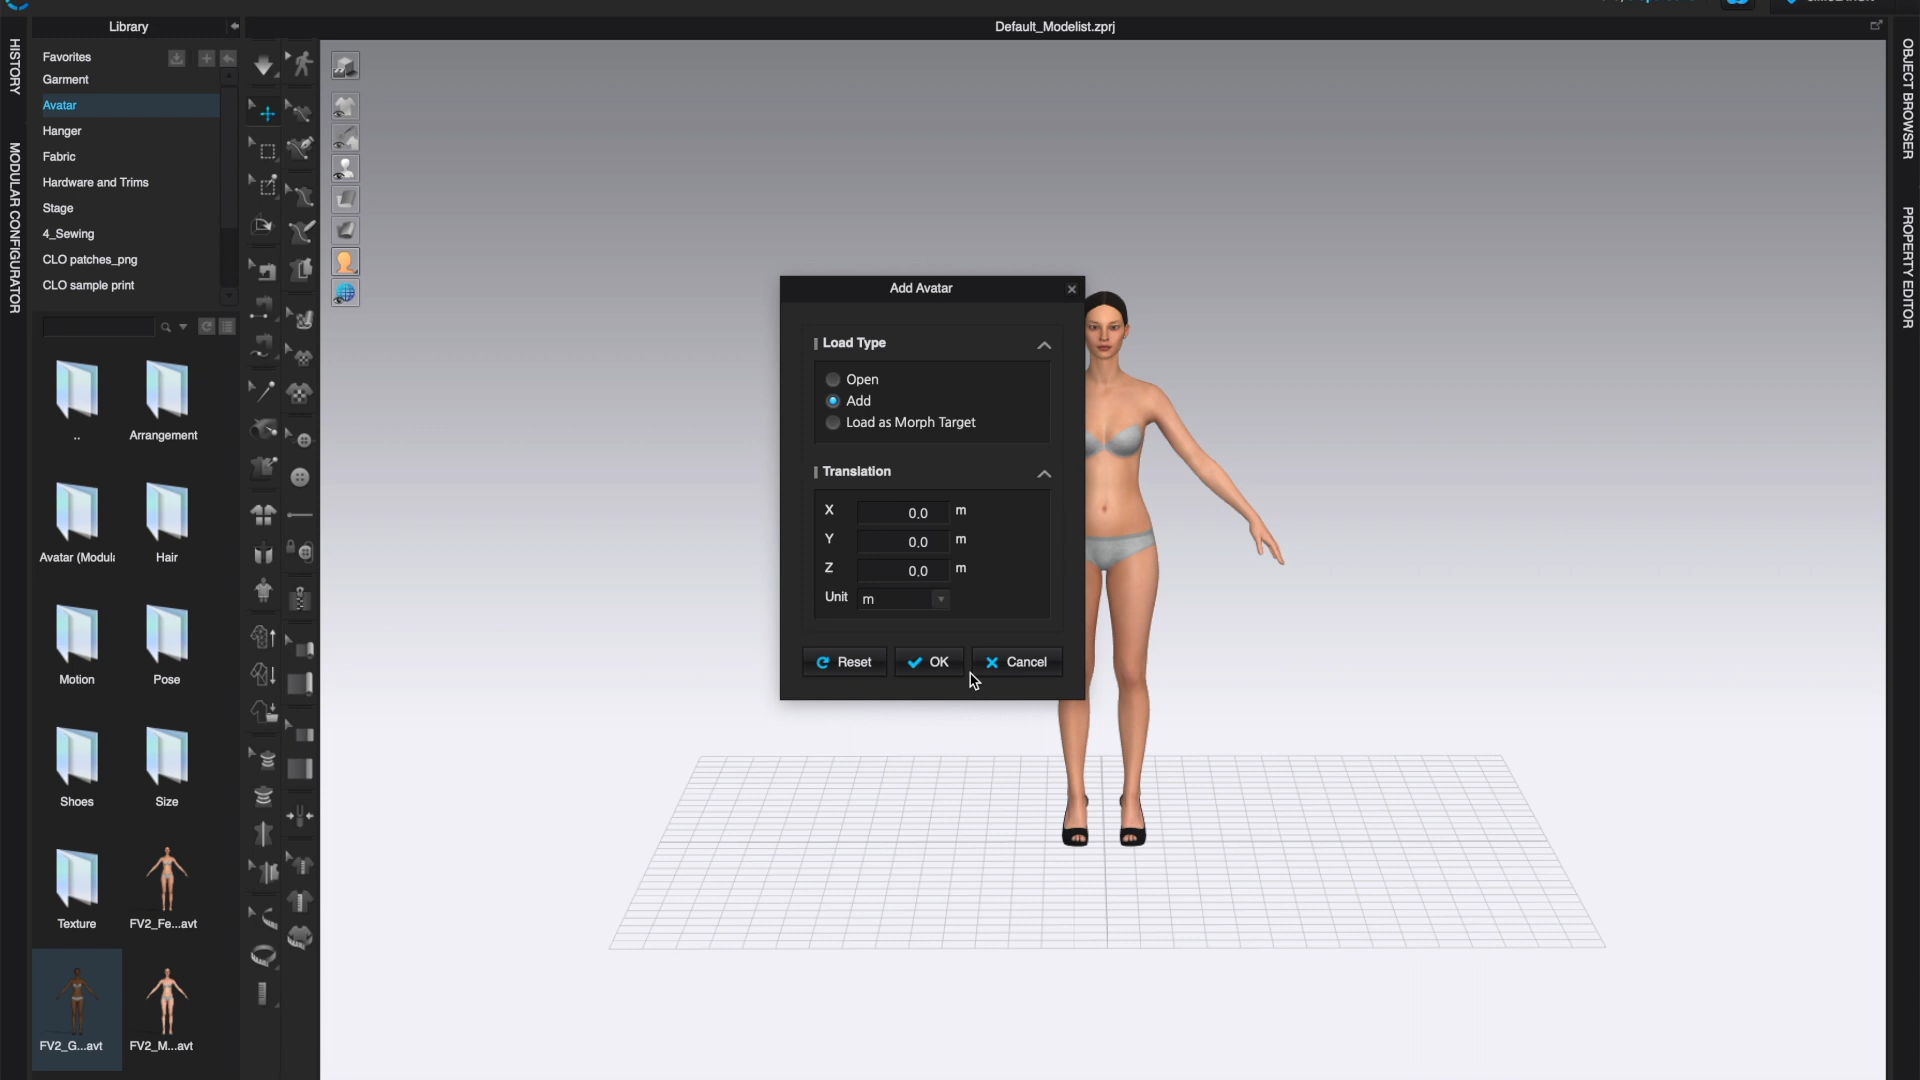 Library
Default_Modelist.zprj
HISTORY
MODULAR CONFIGURATOR
Favorites
Garment
Avatar
Hanger
Fabric
Hardware and Trims
Stage
4_Sewing
CLO patches_png
CLO sample print
..
Arrangement
Avatar (Modula
Hair
Motion
Pose
Shoes
Size
Texture
FV2_Fe...avt
FV2_G...avt
FV2_M...avt
Add Avatar
Load Type
Open
Add
Load as Morph Target
Translation
X 0.0 m
Y 0.0 m
Z 0.0 m
Unit m
Reset
OK
Cancel
OBJECT BROWSER
PROPERTY EDITOR